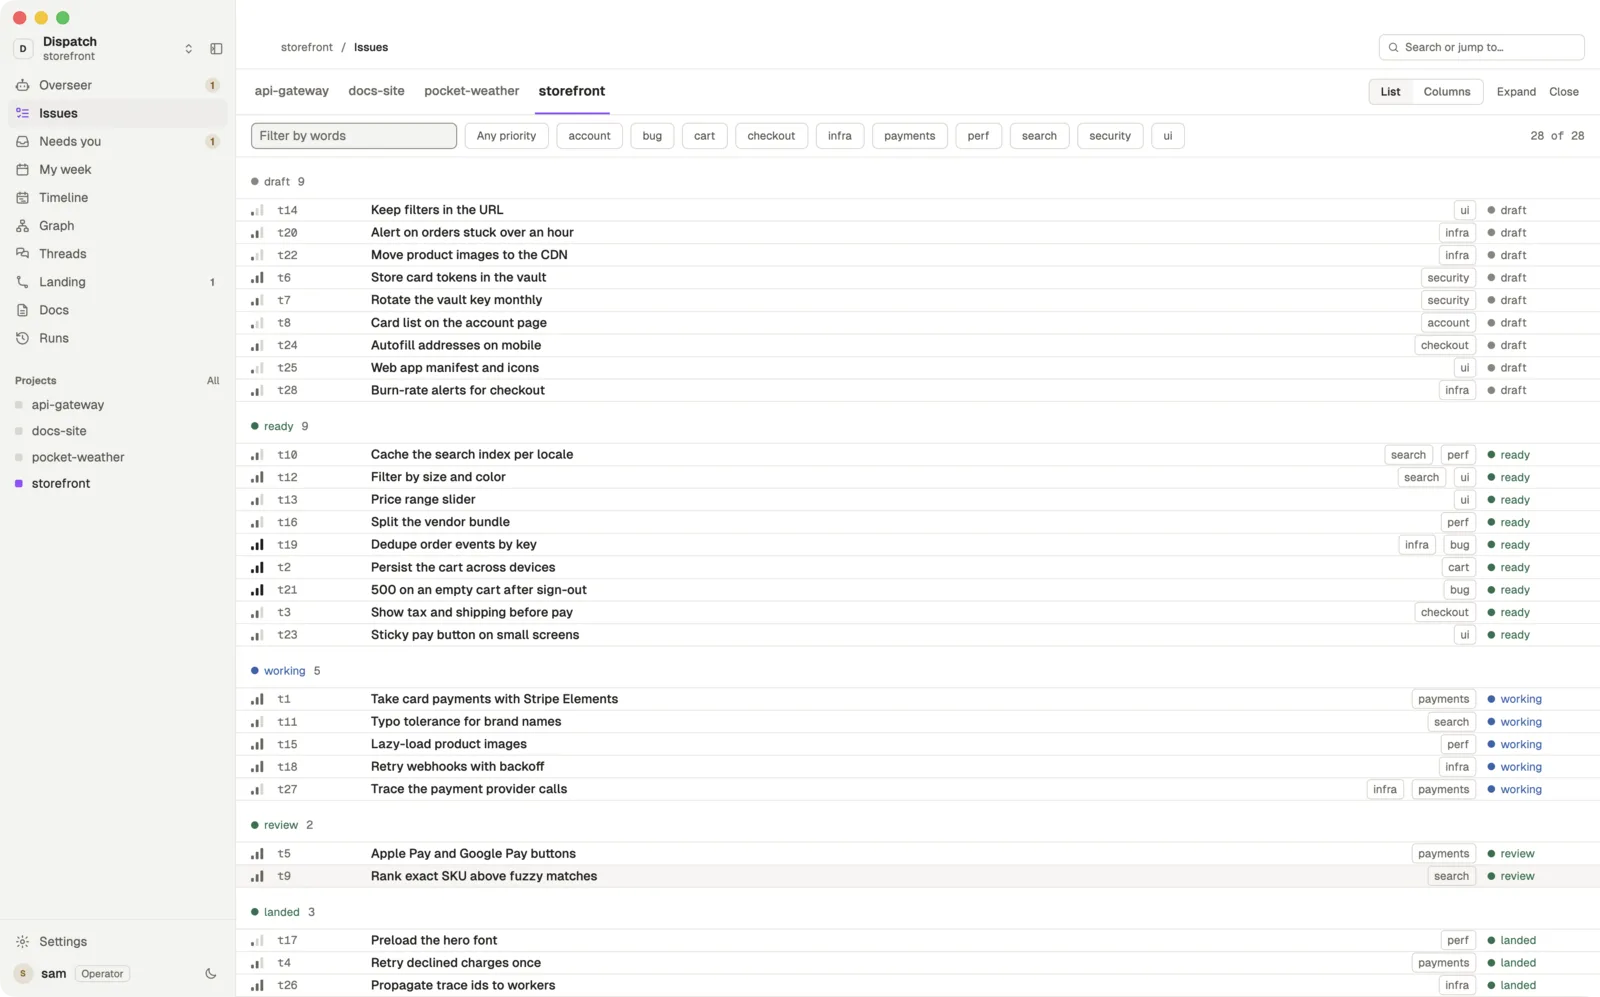 D Dispatch
storefront
Overseer 1
Issues
Needs you 1
My week
Timeline
Graph
Threads
Landing 1
Docs
Runs
Projects All
api-gateway
docs-site
pocket-weather
storefront
Settings
S sam Operator
storefront / Issues
Search or jump to...
api-gateway docs-site pocket-weather storefront
List Columns Expand Close
Filter by words Any priority account bug cart checkout infra payments perf search security ui 28 of 28
draft 9
t14 Keep filters in the URL ui draft
t20 Alert on orders stuck over an hour infra draft
t22 Move product images to the CDN infra draft
t6 Store card tokens in the vault security draft
t7 Rotate the vault key monthly security draft
t8 Card list on the account page account draft
t24 Autofill addresses on mobile checkout draft
t25 Web app manifest and icons ui draft
t28 Burn-rate alerts for checkout infra draft
ready 9
t10 Cache the search index per locale search perf ready
t12 Filter by size and color search ui ready
t13 Price range slider ui ready
t16 Split the vendor bundle perf ready
t19 Dedupe order events by key infra bug ready
t2 Persist the cart across devices cart ready
t21 500 on an empty cart after sign-out bug ready
t3 Show tax and shipping before pay checkout ready
t23 Sticky pay button on small screens ui ready
working 5
t1 Take card payments with Stripe Elements payments working
t11 Typo tolerance for brand names search working
t15 Lazy-load product images perf working
t18 Retry webhooks with backoff infra working
t27 Trace the payment provider calls infra payments working
review 2
t5 Apple Pay and Google Pay buttons payments review
t9 Rank exact SKU above fuzzy matches search review
landed 3
t17 Preload the hero font perf landed
t4 Retry declined charges once payments landed
t26 Propagate trace ids to workers infra landed